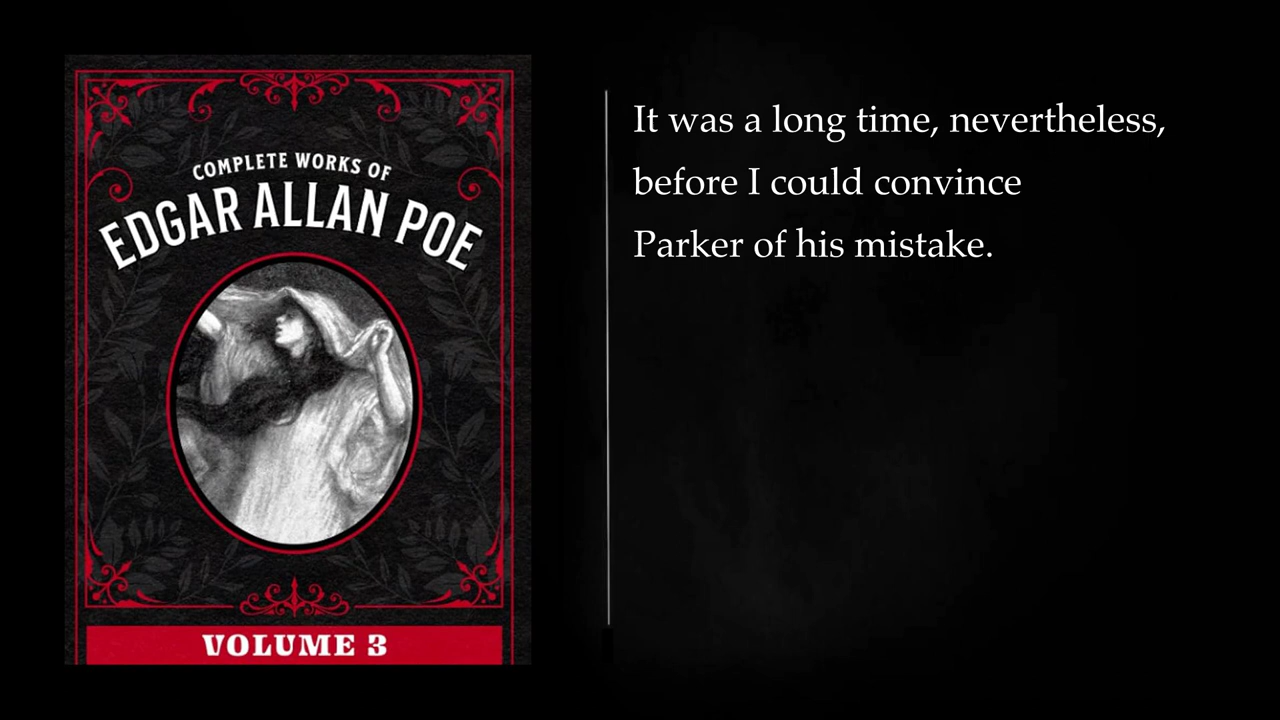 COMPLETE WORKS OF
EDGAR ALLAN POE
VOLUME 3
It was a long time, nevertheless,
before I could convince
Parker of his mistake.